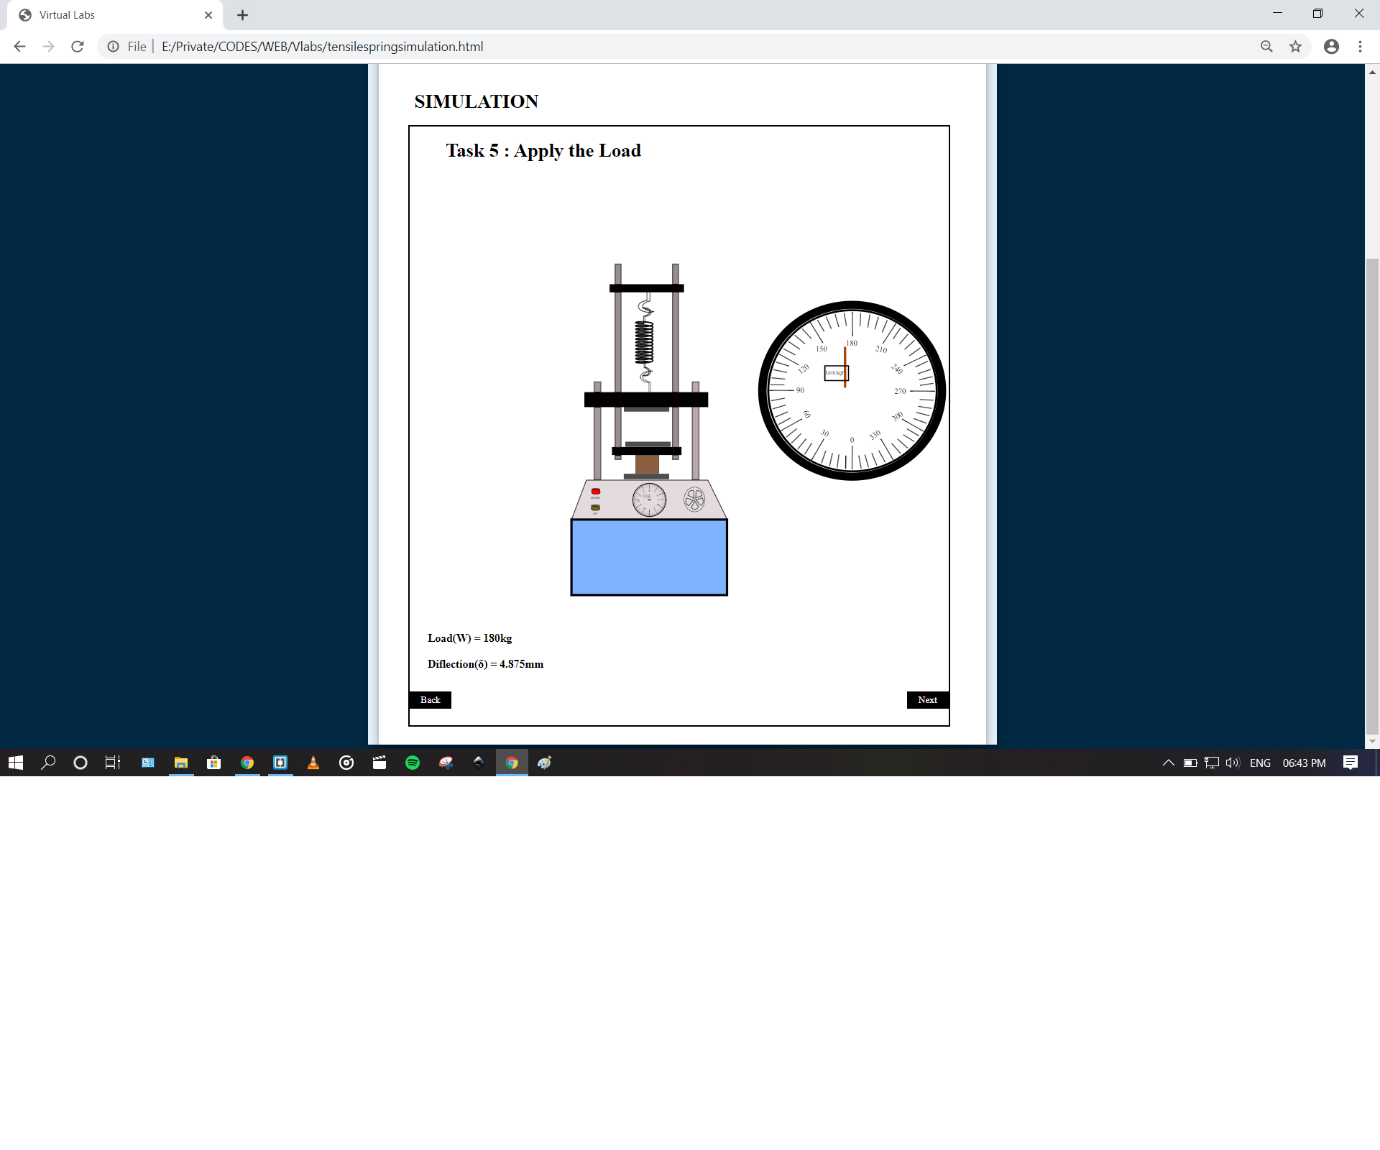 Virtual Labs
File
E:/Private/CODES/WEB/Vlabs/tensilespringsimulation.html
SIMULATION
Task 5 : Apply the Load
180
150
210
120
240
90
270
60
300
30
330
0
Load(W) = 180kg
Diflection(δ) = 4.875mm
Back
Next
ENG
06:43 PM